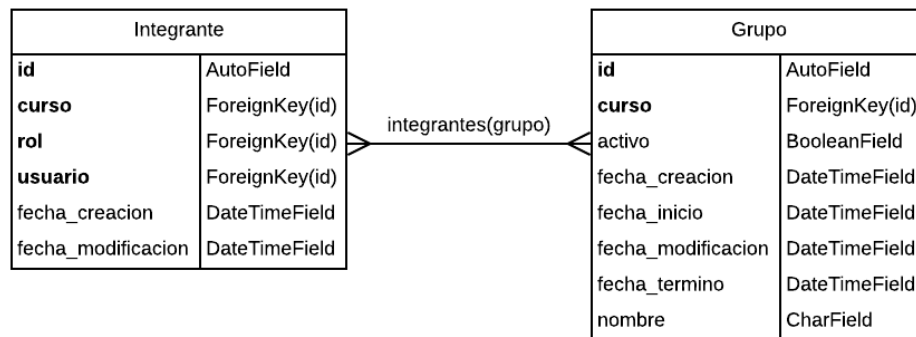 Integrante
id AutoField
curso ForeignKey(id)
rol ForeignKey(id)
usuario ForeignKey(id)
fecha_creacion DateTimeField
fecha_modificacion DateTimeField
integrantes(grupo)
Grupo
id AutoField
curso ForeignKey(id)
activo BooleanField
fecha_creacion DateTimeField
fecha_inicio DateTimeField
fecha_modificacion DateTimeField
fecha_termino DateTimeField
nombre CharField